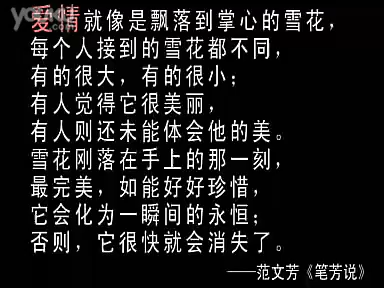 爱情就像是飘落到掌心的雪花，
每个人接到的雪花都不同，
有的很大，有的很小；
有人觉得它很美丽，
有人则还未能体会他的美。
雪花刚落在手上的那一刻，
最完美，如能好好珍惜，
它会化为一瞬间的永恒；
否则，它很快就会消失了。
——范文芳《笔芳说》